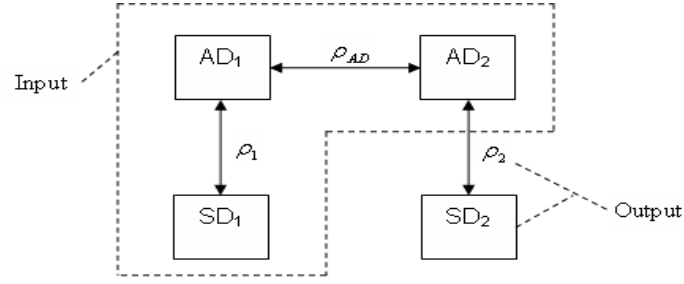 AD₁
ρ_AD
AD₂
Input
ρ₁
ρ₂
SD₁
SD₂
Output